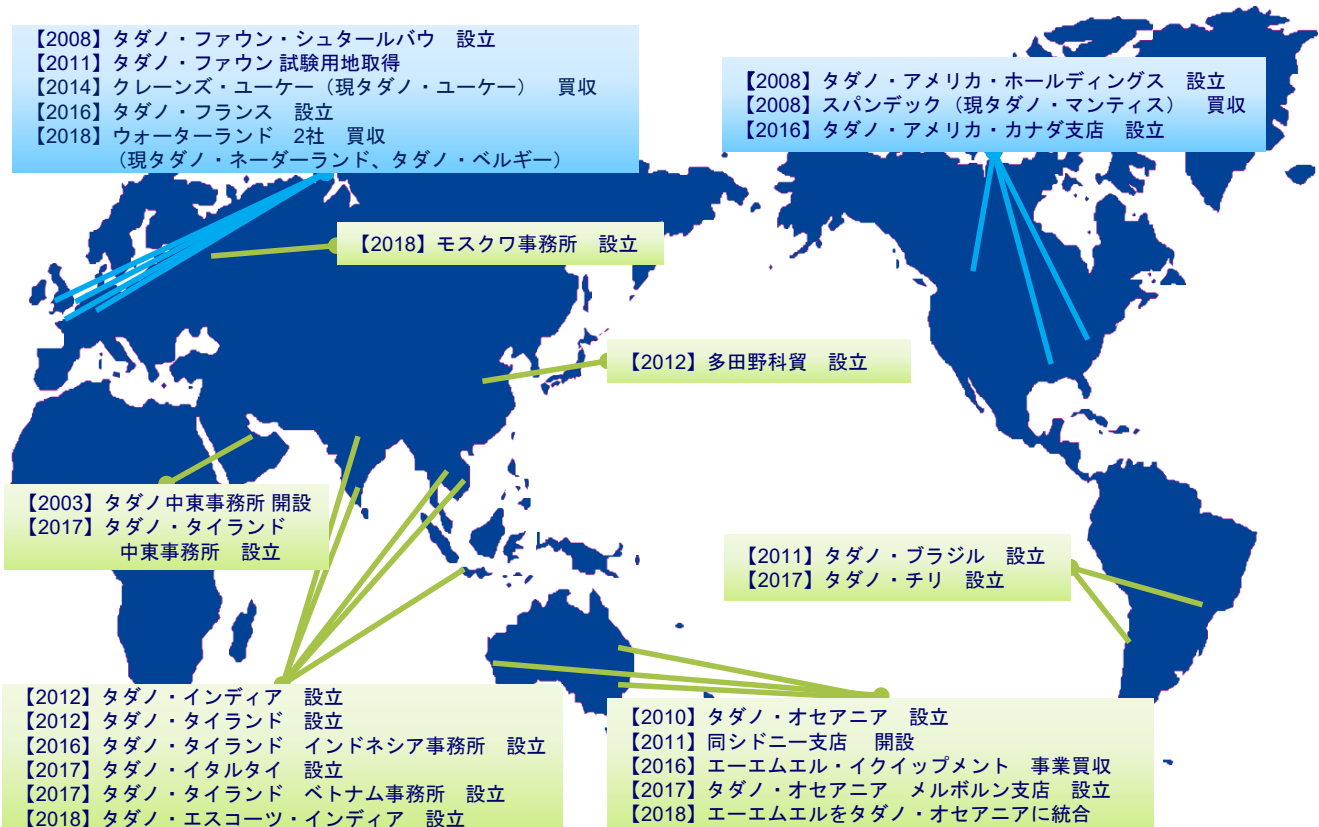 【2008】タダノ・ファウン・シュタールバウ　設立
【2011】タダノ・ファウン 試験用地取得
【2014】クレーンズ・ユーケー（現タダノ・ユーケー）　買収
【2016】タダノ・フランス　設立
【2018】ウォーターランド　2社　買収
（現タダノ・ネーダーランド、タダノ・ベルギー）
【2008】タダノ・アメリカ・ホールディングス　設立
【2008】スパンデック（現タダノ・マンティス）　買収
【2016】タダノ・アメリカ・カナダ支店　設立
【2018】モスクワ事務所　設立
【2012】多田野科貿　設立
【2003】タダノ中東事務所 開設
【2017】タダノ・タイランド
中東事務所　設立
【2011】タダノ・ブラジル　設立
【2017】タダノ・チリ　設立
【2012】タダノ・インディア　設立
【2012】タダノ・タイランド　設立
【2016】タダノ・タイランド　インドネシア事務所　設立
【2017】タダノ・イタルタイ　設立
【2017】タダノ・タイランド　ベトナム事務所　設立
【2018】タダノ・エスコーツ・インディア　設立
【2010】タダノ・オセアニア　設立
【2011】同シドニー支店　開設
【2016】エーエムエル・イクイップメント　事業買収
【2017】タダノ・オセアニア　メルボルン支店　設立
【2018】エーエムエルをタダノ・オセアニアに統合